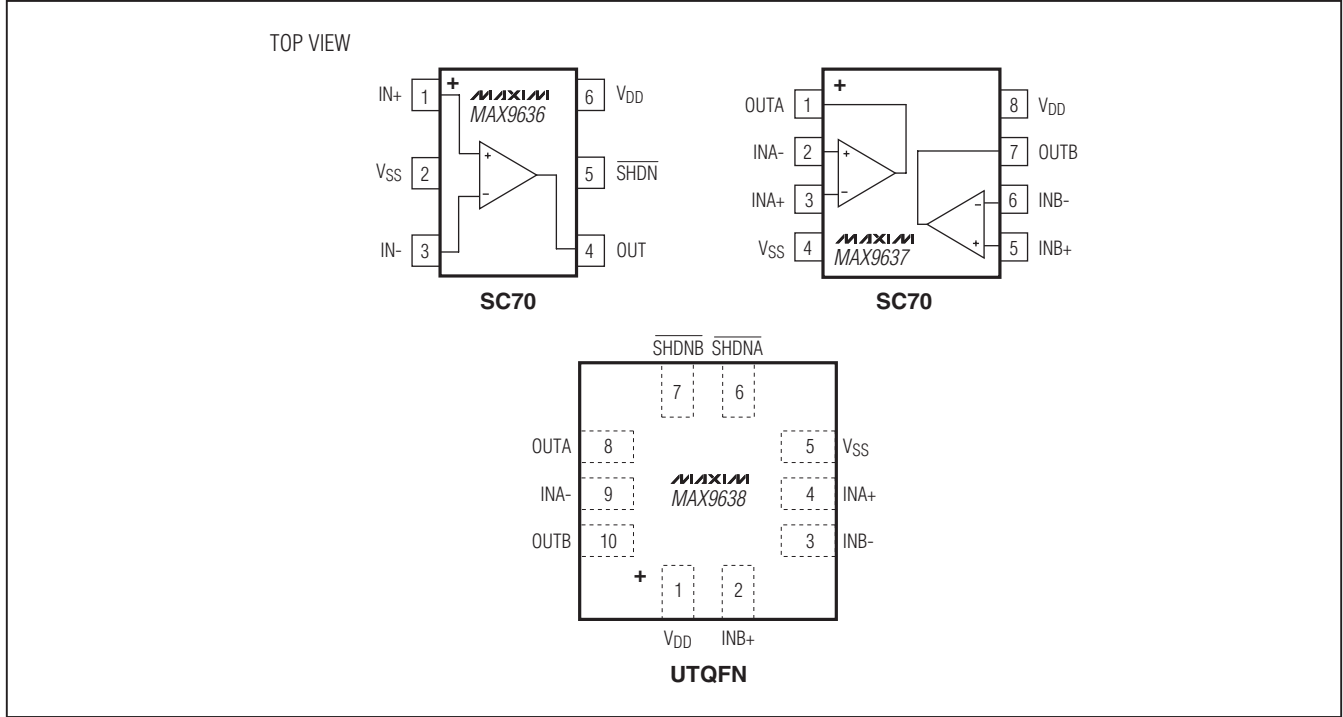 TOP VIEW
IN+ 1 + MAXIM 6 VDD
MAX9636
+
VSS 2 5 SHDN
−
IN- 3 4 OUT
SC70
+
OUTA 1 8 VDD
INA- 2 + 7 OUTB
INA+ 3 − − 6 INB-
VSS 4 MAXIM + 5 INB+
MAX9637
SC70
SHDNB SHDNA
7 6
OUTA 8 5 VSS
MAXIM
INA- 9 MAX9638 4 INA+
OUTB 10 3 INB-
+
1 2
VDD INB+
UTQFN